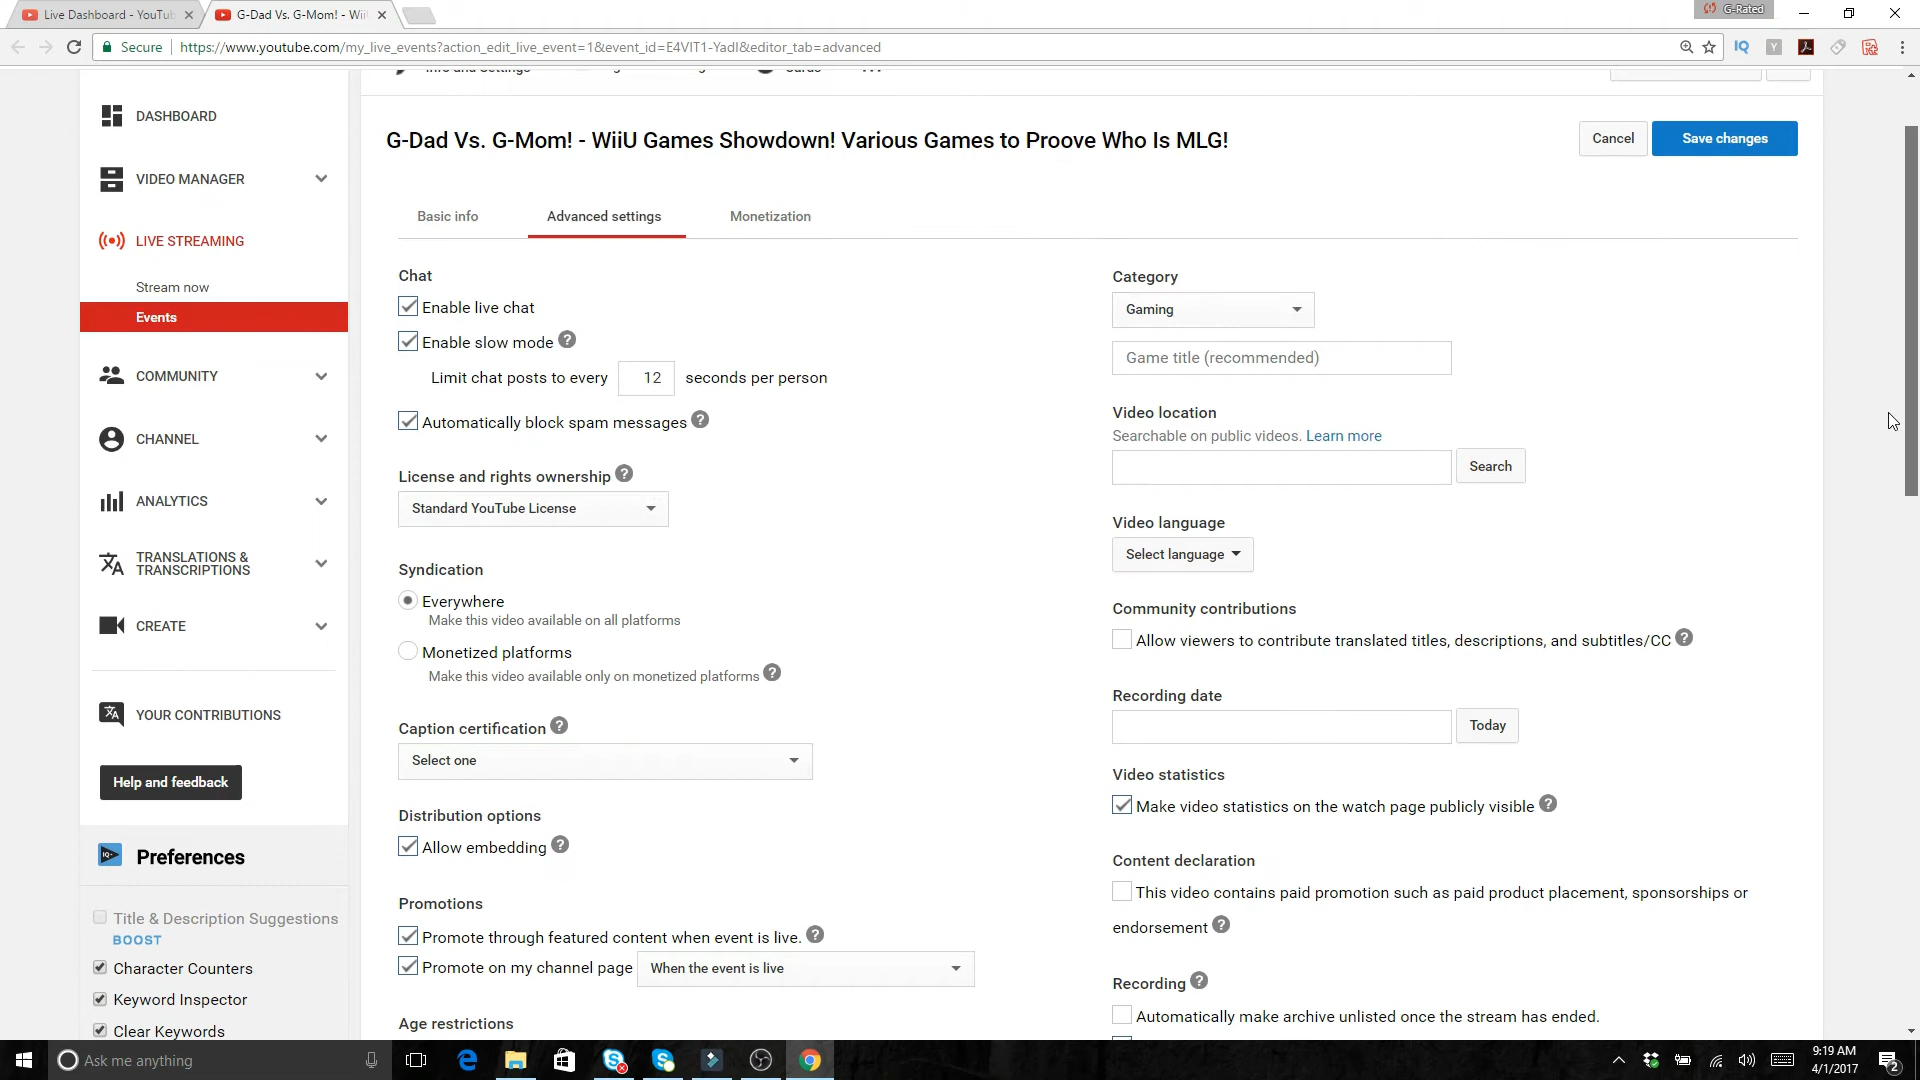 Live Dashboard - YouTub
G-Dad Vs. G-Mom! - Wii
G-Rated
Secure
https://www.youtube.com/my_live_events?action_edit_live_event=1&event_id=E4VIT1-YadI&editor_tab=advanced
DASHBOARD
VIDEO MANAGER
LIVE STREAMING
Stream now
Events
COMMUNITY
CHANNEL
ANALYTICS
TRANSLATIONS &
TRANSCRIPTIONS
CREATE
YOUR CONTRIBUTIONS
Help and feedback
Preferences
Title & Description Suggestions
BOOST
Character Counters
Keyword Inspector
Clear Keywords
G-Dad Vs. G-Mom! - WiiU Games Showdown! Various Games to Proove Who Is MLG!
Cancel
Save changes
Basic info
Advanced settings
Monetization
Chat
Enable live chat
Enable slow mode ?
Limit chat posts to every 12 seconds per person
Automatically block spam messages ?
License and rights ownership ?
Standard YouTube License
Syndication
Everywhere
Make this video available on all platforms
Monetized platforms
Make this video available only on monetized platforms ?
Caption certification ?
Select one
Distribution options
Allow embedding ?
Promotions
Promote through featured content when event is live. ?
Promote on my channel page When the event is live
Age restrictions
Category
Gaming
Game title (recommended)
Video location
Searchable on public videos. Learn more
Search
Video language
Select language
Community contributions
Allow viewers to contribute translated titles, descriptions, and subtitles/CC ?
Recording date
Today
Video statistics
Make video statistics on the watch page publicly visible ?
Content declaration
This video contains paid promotion such as paid product placement, sponsorships or
endorsement ?
Recording ?
Automatically make archive unlisted once the stream has ended.
Ask me anything
9:19 AM
4/1/2017
2